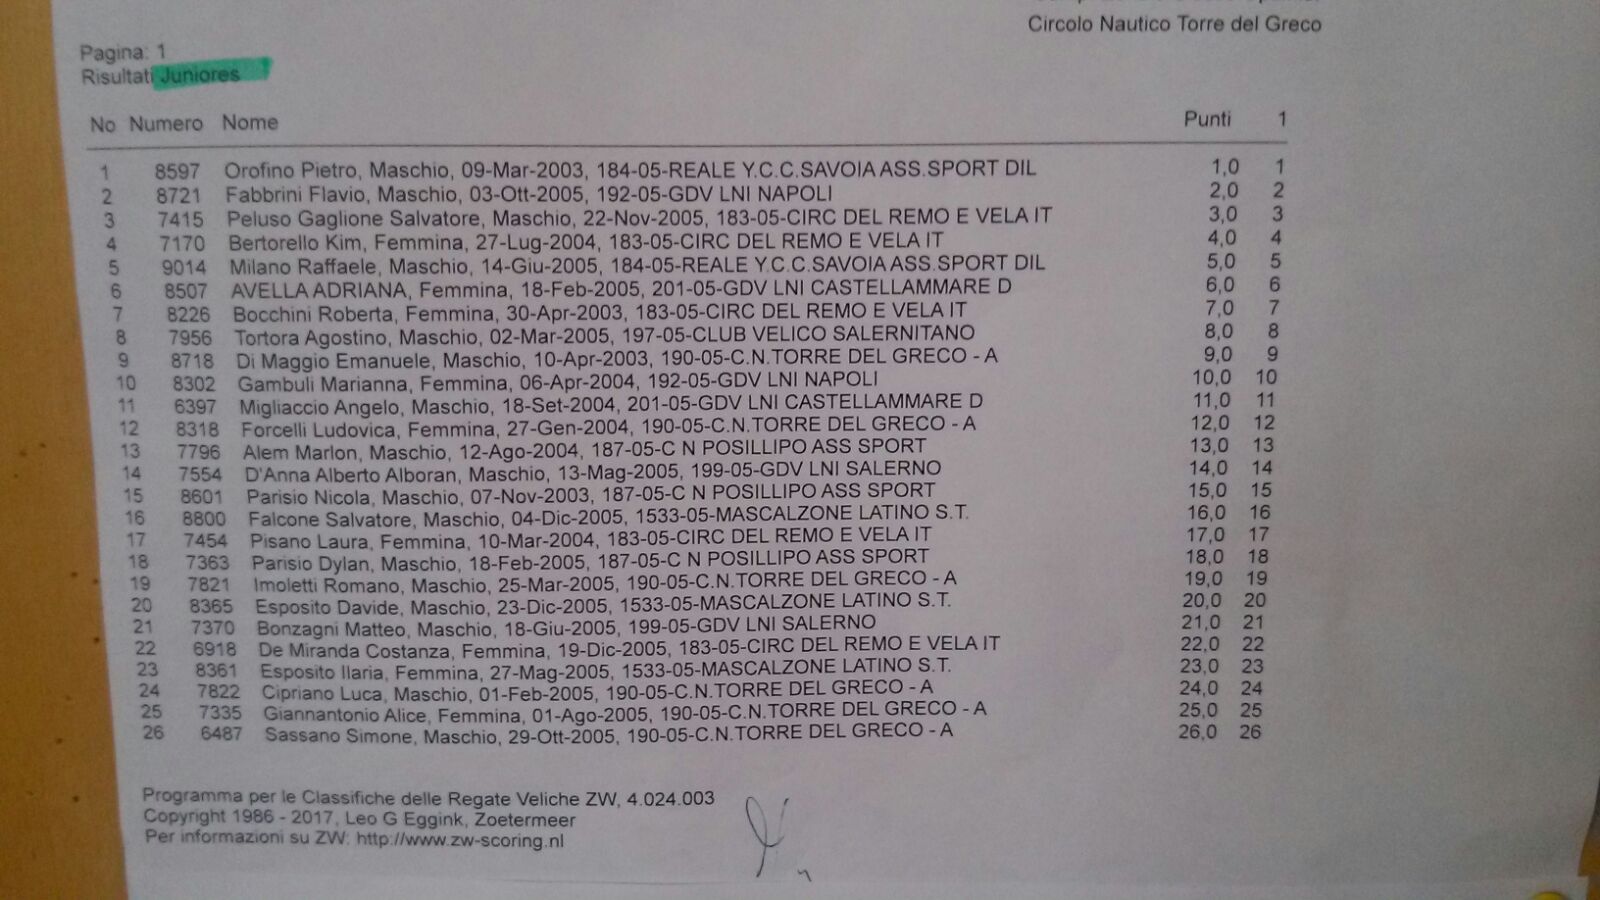 Circolo Nautico Torre del Greco
Pagina: 1
Risultati Juniores
No Numero Nome Punti 1
1 8597 Orofino Pietro, Maschio, 09-Mar-2003, 184-05-REALE Y.C.C.SAVOIA ASS.SPORT DIL 1,0 1
2 8721 Fabbrini Flavio, Maschio, 03-Ott-2005, 192-05-GDV LNI NAPOLI 2,0 2
3 7415 Peluso Gaglione Salvatore, Maschio, 22-Nov-2005, 183-05-CIRC DEL REMO E VELA IT 3,0 3
4 7170 Bertorello Kim, Femmina, 27-Lug-2004, 183-05-CIRC DEL REMO E VELA IT 4,0 4
5 9014 Milano Raffaele, Maschio, 14-Giu-2005, 184-05-REALE Y.C.C.SAVOIA ASS.SPORT DIL 5,0 5
6 8507 AVELLA ADRIANA, Femmina, 18-Feb-2005, 201-05-GDV LNI CASTELLAMMARE D 6,0 6
7 8226 Bocchini Roberta, Femmina, 30-Apr-2003, 183-05-CIRC DEL REMO E VELA IT 7,0 7
8 7956 Tortora Agostino, Maschio, 02-Mar-2005, 197-05-CLUB VELICO SALERNITANO 8,0 8
9 8718 Di Maggio Emanuele, Maschio, 10-Apr-2003, 190-05-C.N.TORRE DEL GRECO - A 9,0 9
10 8302 Gambuli Marianna, Femmina, 06-Apr-2004, 192-05-GDV LNI NAPOLI 10,0 10
11 6397 Migliaccio Angelo, Maschio, 18-Set-2004, 201-05-GDV LNI CASTELLAMMARE D 11,0 11
12 8318 Forcelli Ludovica, Femmina, 27-Gen-2004, 190-05-C.N.TORRE DEL GRECO - A 12,0 12
13 7796 Alem Marlon, Maschio, 12-Ago-2004, 187-05-C N POSILLIPO ASS SPORT 13,0 13
14 7554 D'Anna Alberto Alboran, Maschio, 13-Mag-2005, 199-05-GDV LNI SALERNO 14,0 14
15 8601 Parisio Nicola, Maschio, 07-Nov-2003, 187-05-C N POSILLIPO ASS SPORT 15,0 15
16 8800 Falcone Salvatore, Maschio, 04-Dic-2005, 1533-05-MASCALZONE LATINO S.T. 16,0 16
17 7454 Pisano Laura, Femmina, 10-Mar-2004, 183-05-CIRC DEL REMO E VELA IT 17,0 17
18 7363 Parisio Dylan, Maschio, 18-Feb-2005, 187-05-C N POSILLIPO ASS SPORT 18,0 18
19 7821 Imoletti Romano, Maschio, 25-Mar-2005, 190-05-C.N.TORRE DEL GRECO - A 19,0 19
20 8365 Esposito Davide, Maschio, 23-Dic-2005, 1533-05-MASCALZONE LATINO S.T. 20,0 20
21 7370 Bonzagni Matteo, Maschio, 18-Giu-2005, 199-05-GDV LNI SALERNO 21,0 21
22 6918 De Miranda Costanza, Femmina, 19-Dic-2005, 183-05-CIRC DEL REMO E VELA IT 22,0 22
23 8361 Esposito Ilaria, Femmina, 27-Mag-2005, 1533-05-MASCALZONE LATINO S.T. 23,0 23
24 7822 Cipriano Luca, Maschio, 01-Feb-2005, 190-05-C.N.TORRE DEL GRECO - A 24,0 24
25 7335 Giannantonio Alice, Femmina, 01-Ago-2005, 190-05-C.N.TORRE DEL GRECO - A 25,0 25
26 6487 Sassano Simone, Maschio, 29-Ott-2005, 190-05-C.N.TORRE DEL GRECO - A 26,0 26
Programma per le Classifiche delle Regate Veliche ZW, 4.024.003
Copyright 1986 - 2017, Leo G Eggink, Zoetermeer
Per informazioni su ZW: http://www.zw-scoring.nl